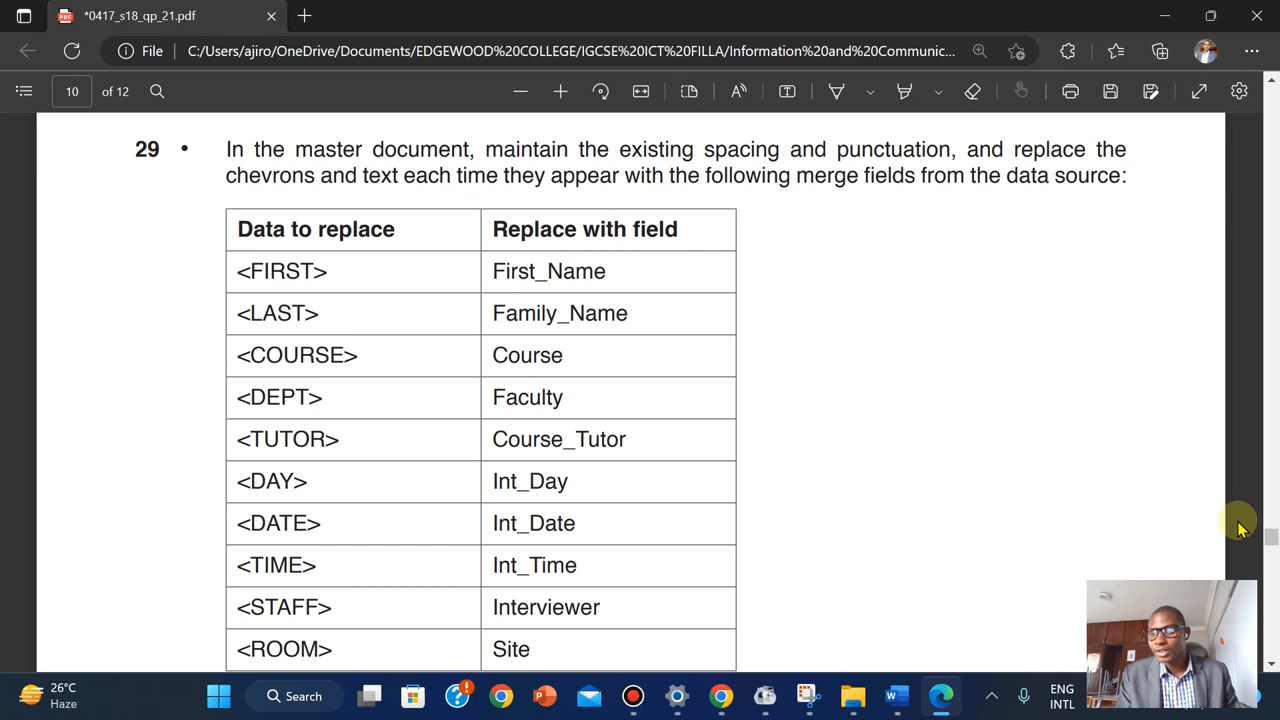 *0417_s18_qp_21.pdf
File
C:/Users/ajiro/OneDrive/Documents/EDGEWOOD%20COLLEGE/IGCSE%20ICT%20FILLA/Information%20and%20Communic...
10 of 12
29 • In the master document, maintain the existing spacing and punctuation, and replace the
chevrons and text each time they appear with the following merge fields from the data source:
Data to replace Replace with field
<FIRST> First_Name
<LAST> Family_Name
<COURSE> Course
<DEPT> Faculty
<TUTOR> Course_Tutor
<DAY> Int_Day
<DATE> Int_Date
<TIME> Int_Time
<STAFF> Interviewer
<ROOM> Site
26°C
Haze
Search
ENG
INTL